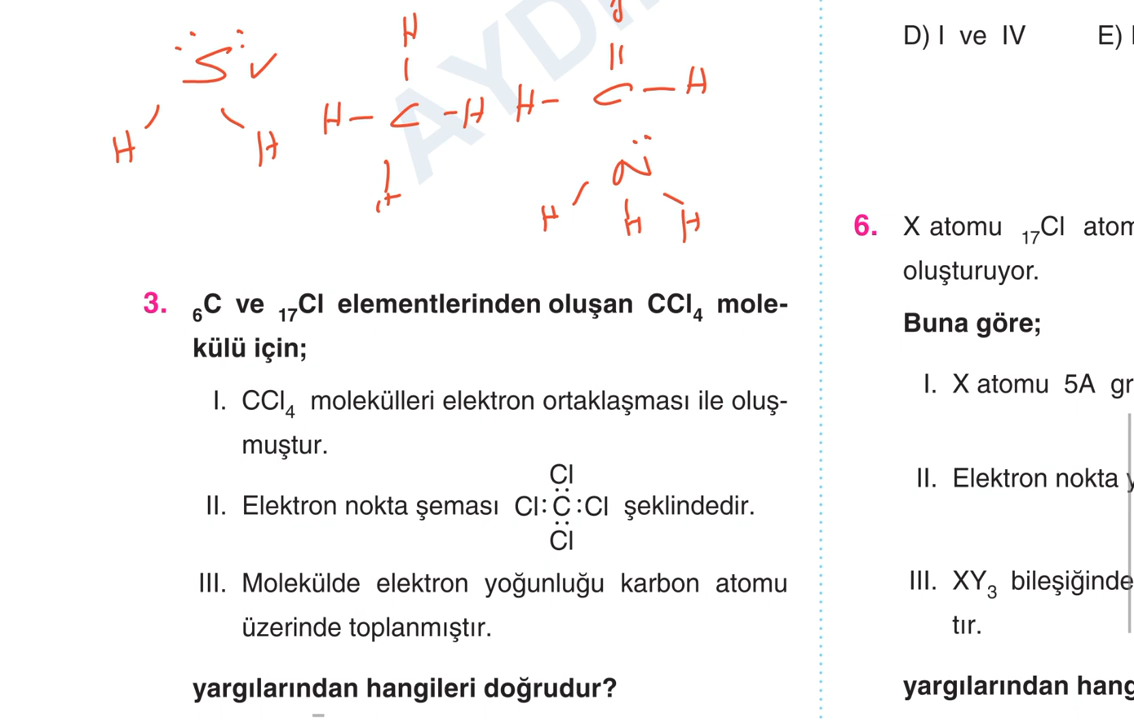 H
S
H
H
H
H-C-H
H-C-H
N
H
H
H
AYDI
3. ₆C ve ₁₇Cl elementlerinden oluşan CCl₄ mole-
külü için;
I. CCl₄ molekülleri elektron ortaklaşması ile oluş-
muştur.
Cl
II. Elektron nokta şeması Cl:C:Cl şeklindedir.
Cl
III. Molekülde elektron yoğunluğu karbon atomu
üzerinde toplanmıştır.
yargılarından hangileri doğrudur?
D) I ve IV E)
6. X atomu ₁₇Cl atom
oluşturuyor.
Buna göre;
I. X atomu 5A gr
II. Elektron nokta
III. XY₃ bileşiğinde
tır.
yargılarından hang